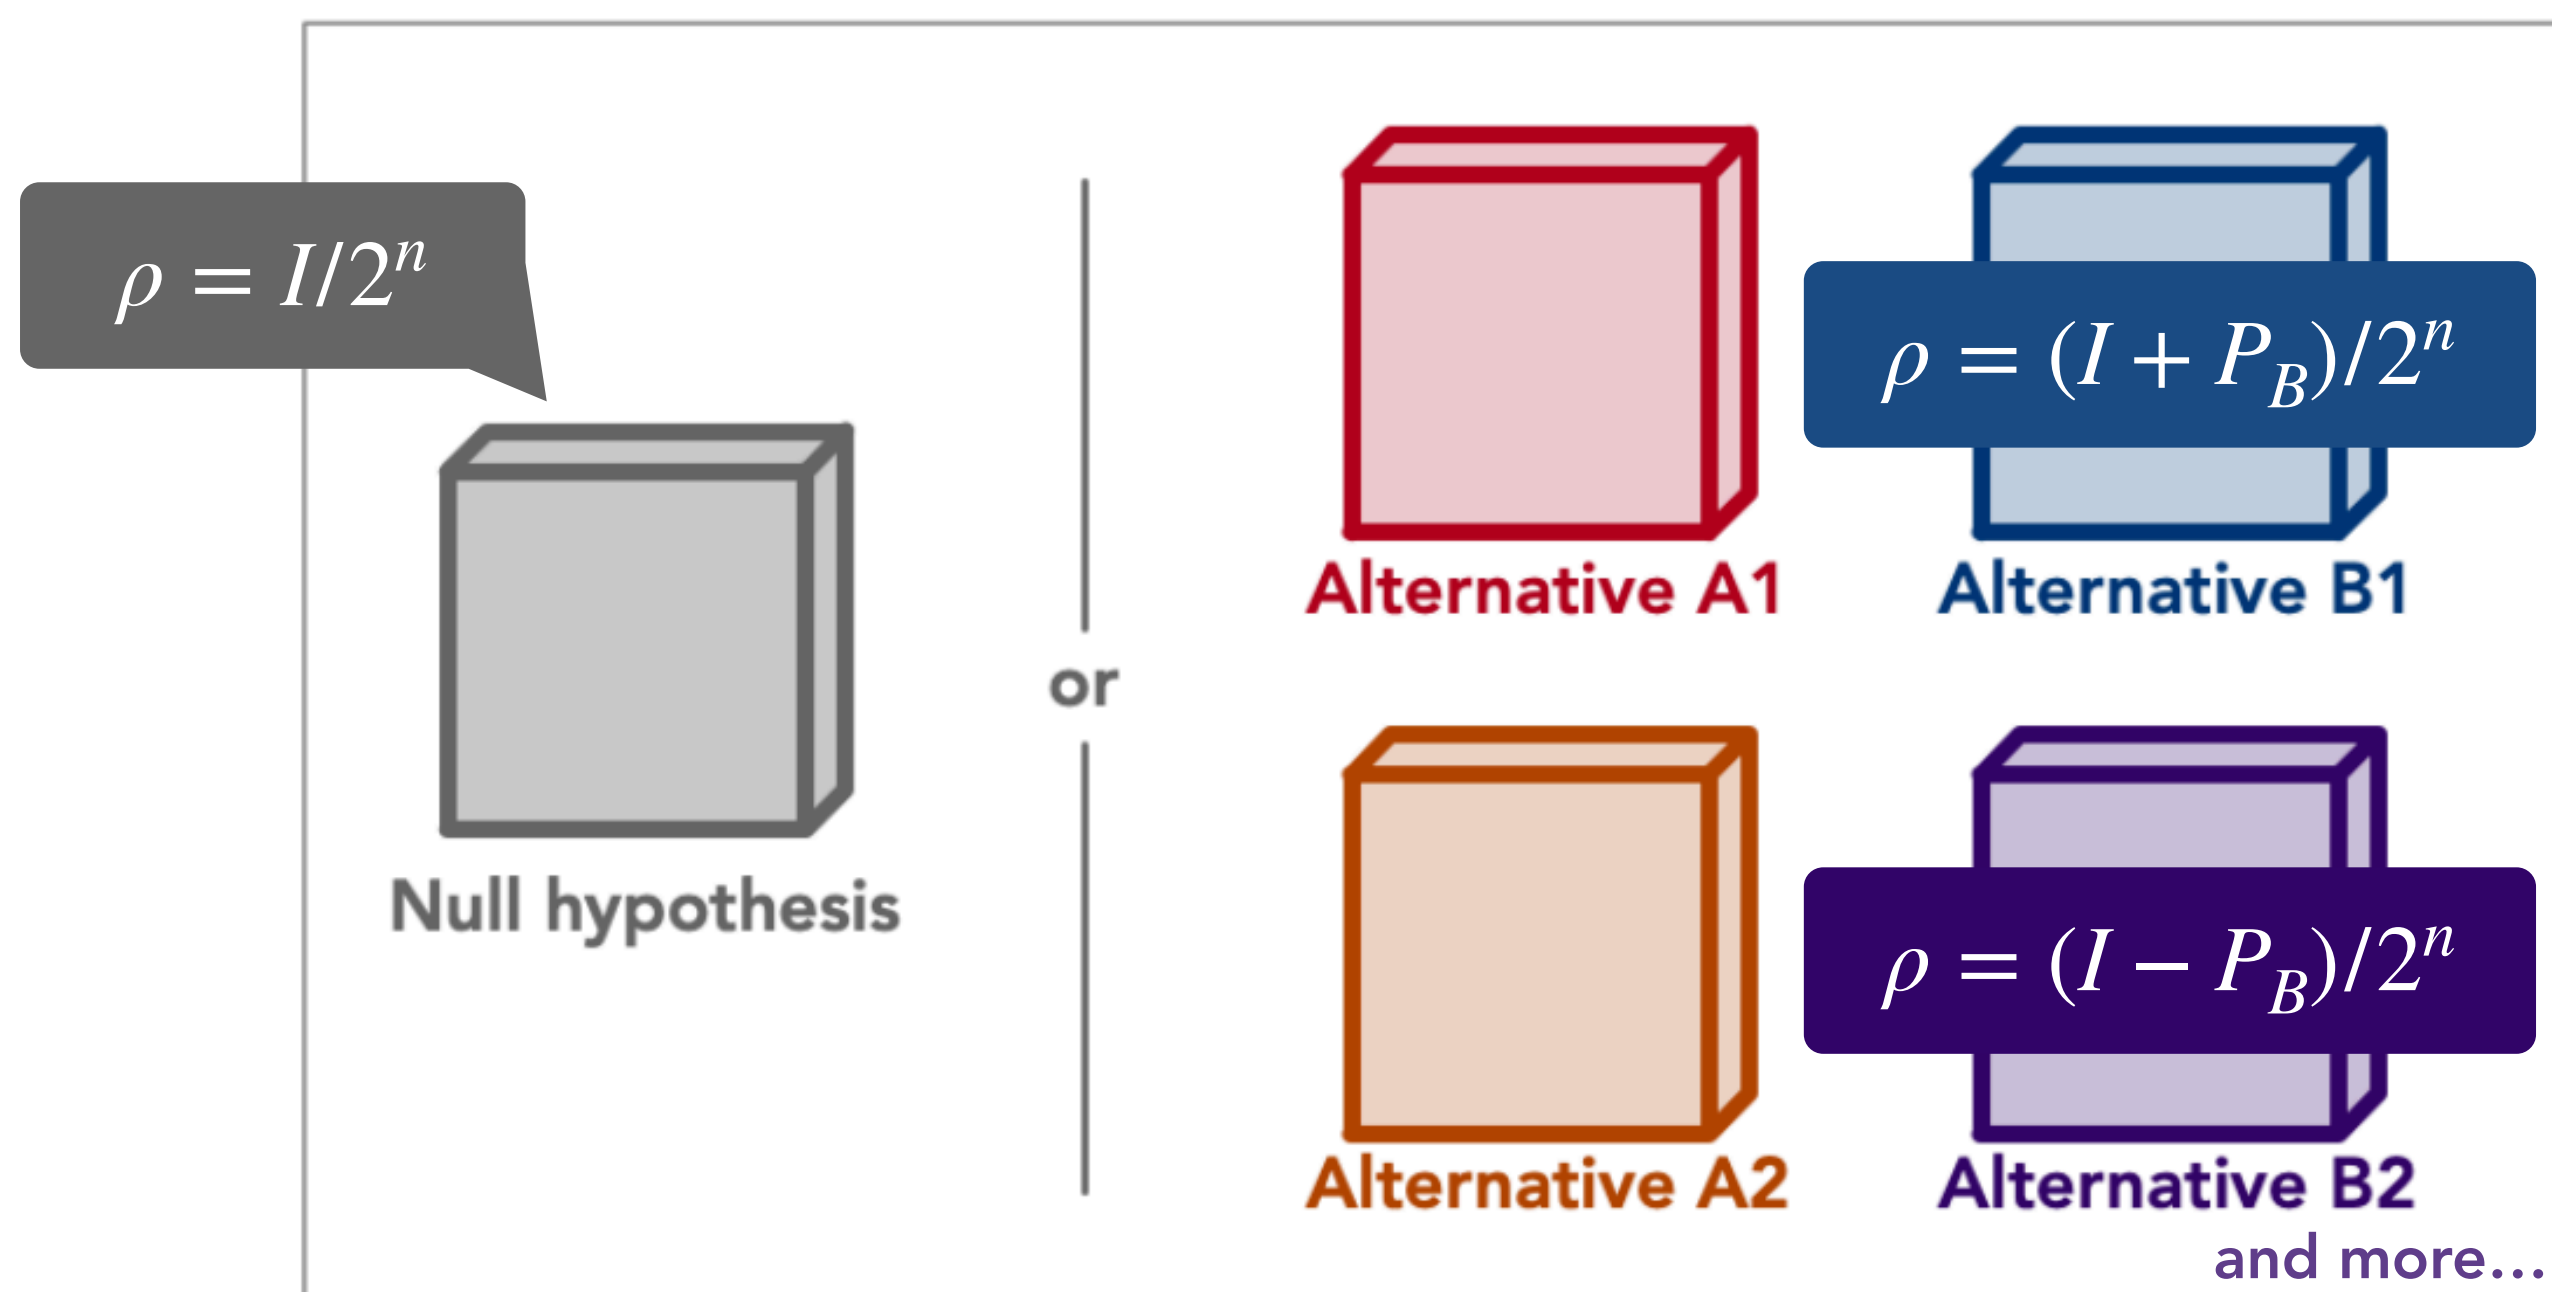 ρ = I/2ⁿ
Null hypothesis
or
Alternative A1
ρ = (I + P_B)/2ⁿ
Alternative B1
Alternative A2
ρ = (I − P_B)/2ⁿ
Alternative B2
and more...